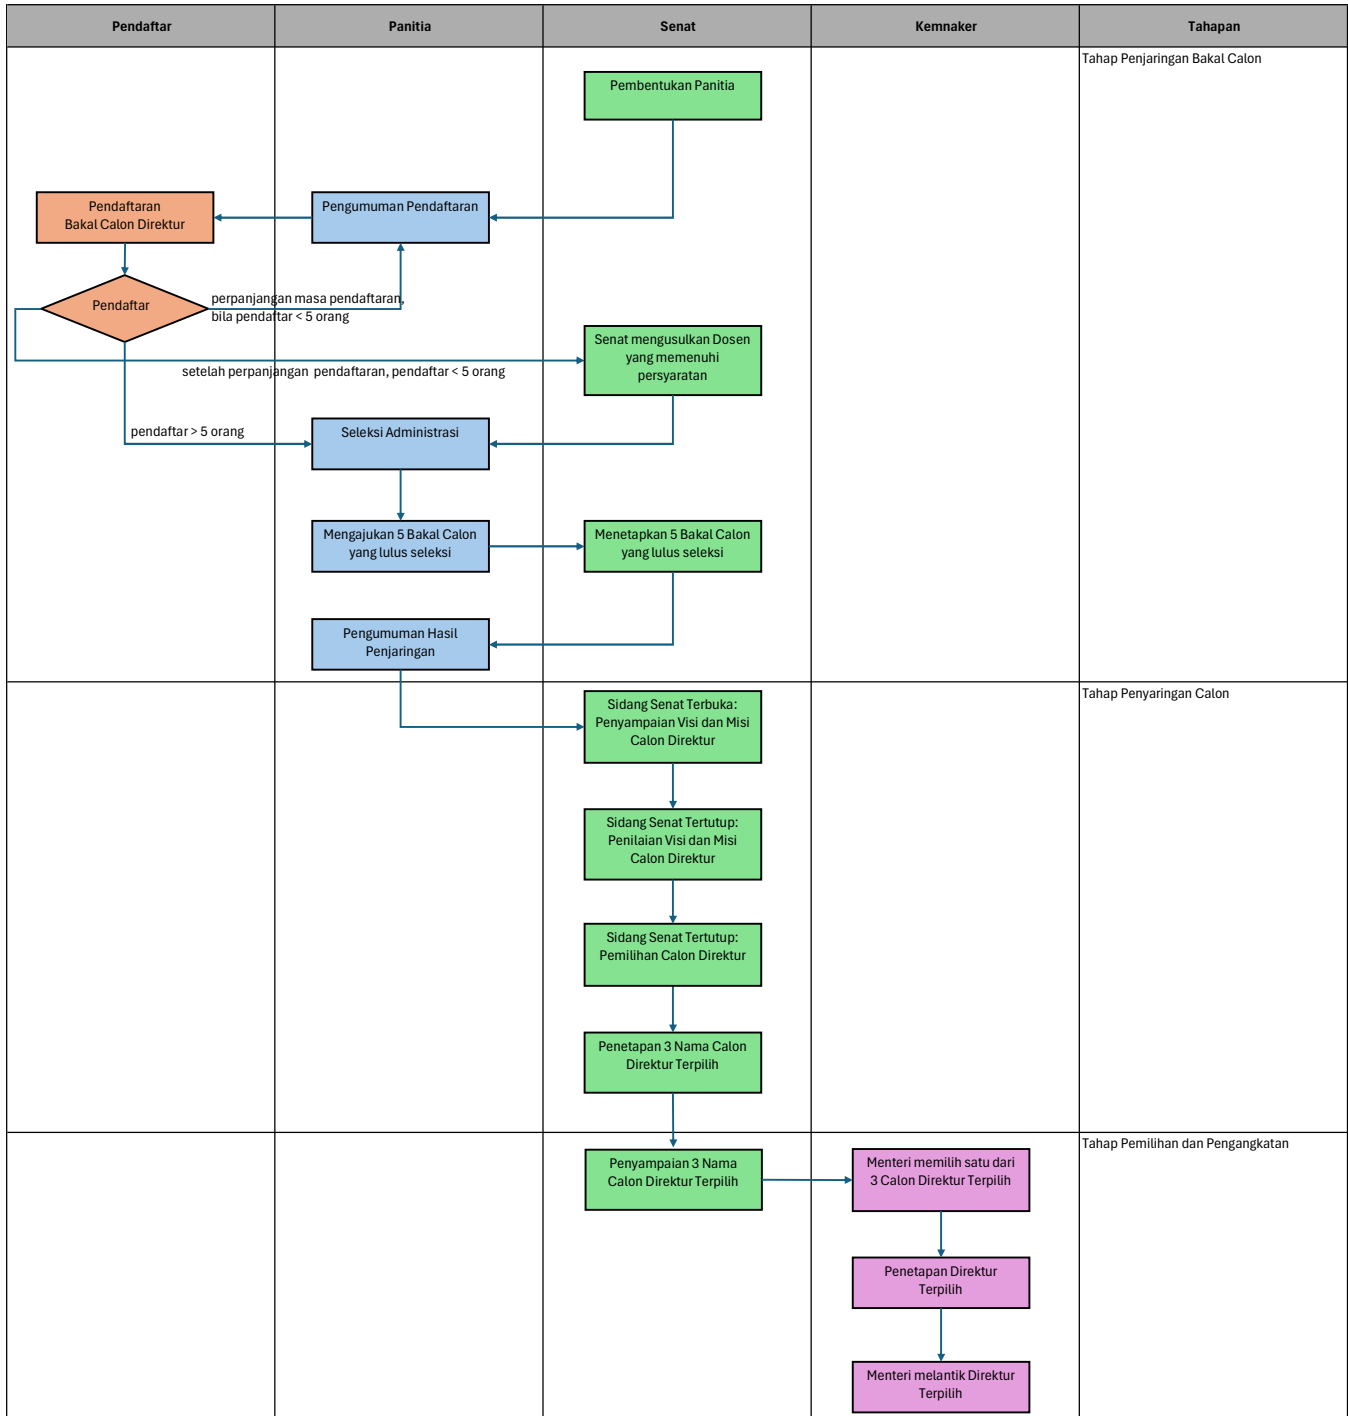 Pendaftar
Panitia
Senat
Kemnaker
Tahapan
Tahap Penjaringan Bakal Calon
Pembentukan Panitia
Pendaftaran
Bakal Calon Direktur
Pengumuman Pendaftaran
Pendaftar
perpanjangan masa pendaftaran,
bila pendaftar < 5 orang
Senat mengusulkan Dosen
yang memenuhi
persyaratan
setelah perpanjangan pendaftaran, pendaftar < 5 orang
pendaftar > 5 orang
Seleksi Administrasi
Mengajukan 5 Bakal Calon
yang lulus seleksi
Menetapkan 5 Bakal Calon
yang lulus seleksi
Pengumuman Hasil
Penjaringan
Tahap Penyaringan Calon
Sidang Senat Terbuka:
Penyampaian Visi dan Misi
Calon Direktur
Sidang Senat Tertutup:
Penilaian Visi dan Misi
Calon Direktur
Sidang Senat Tertutup:
Pemilihan Calon Direktur
Penetapan 3 Nama Calon
Direktur Terpilih
Tahap Pemilihan dan Pengangkatan
Penyampaian 3 Nama
Calon Direktur Terpilih
Menteri memilih satu dari
3 Calon Direktur Terpilih
Penetapan Direktur
Terpilih
Menteri melantik Direktur
Terpilih